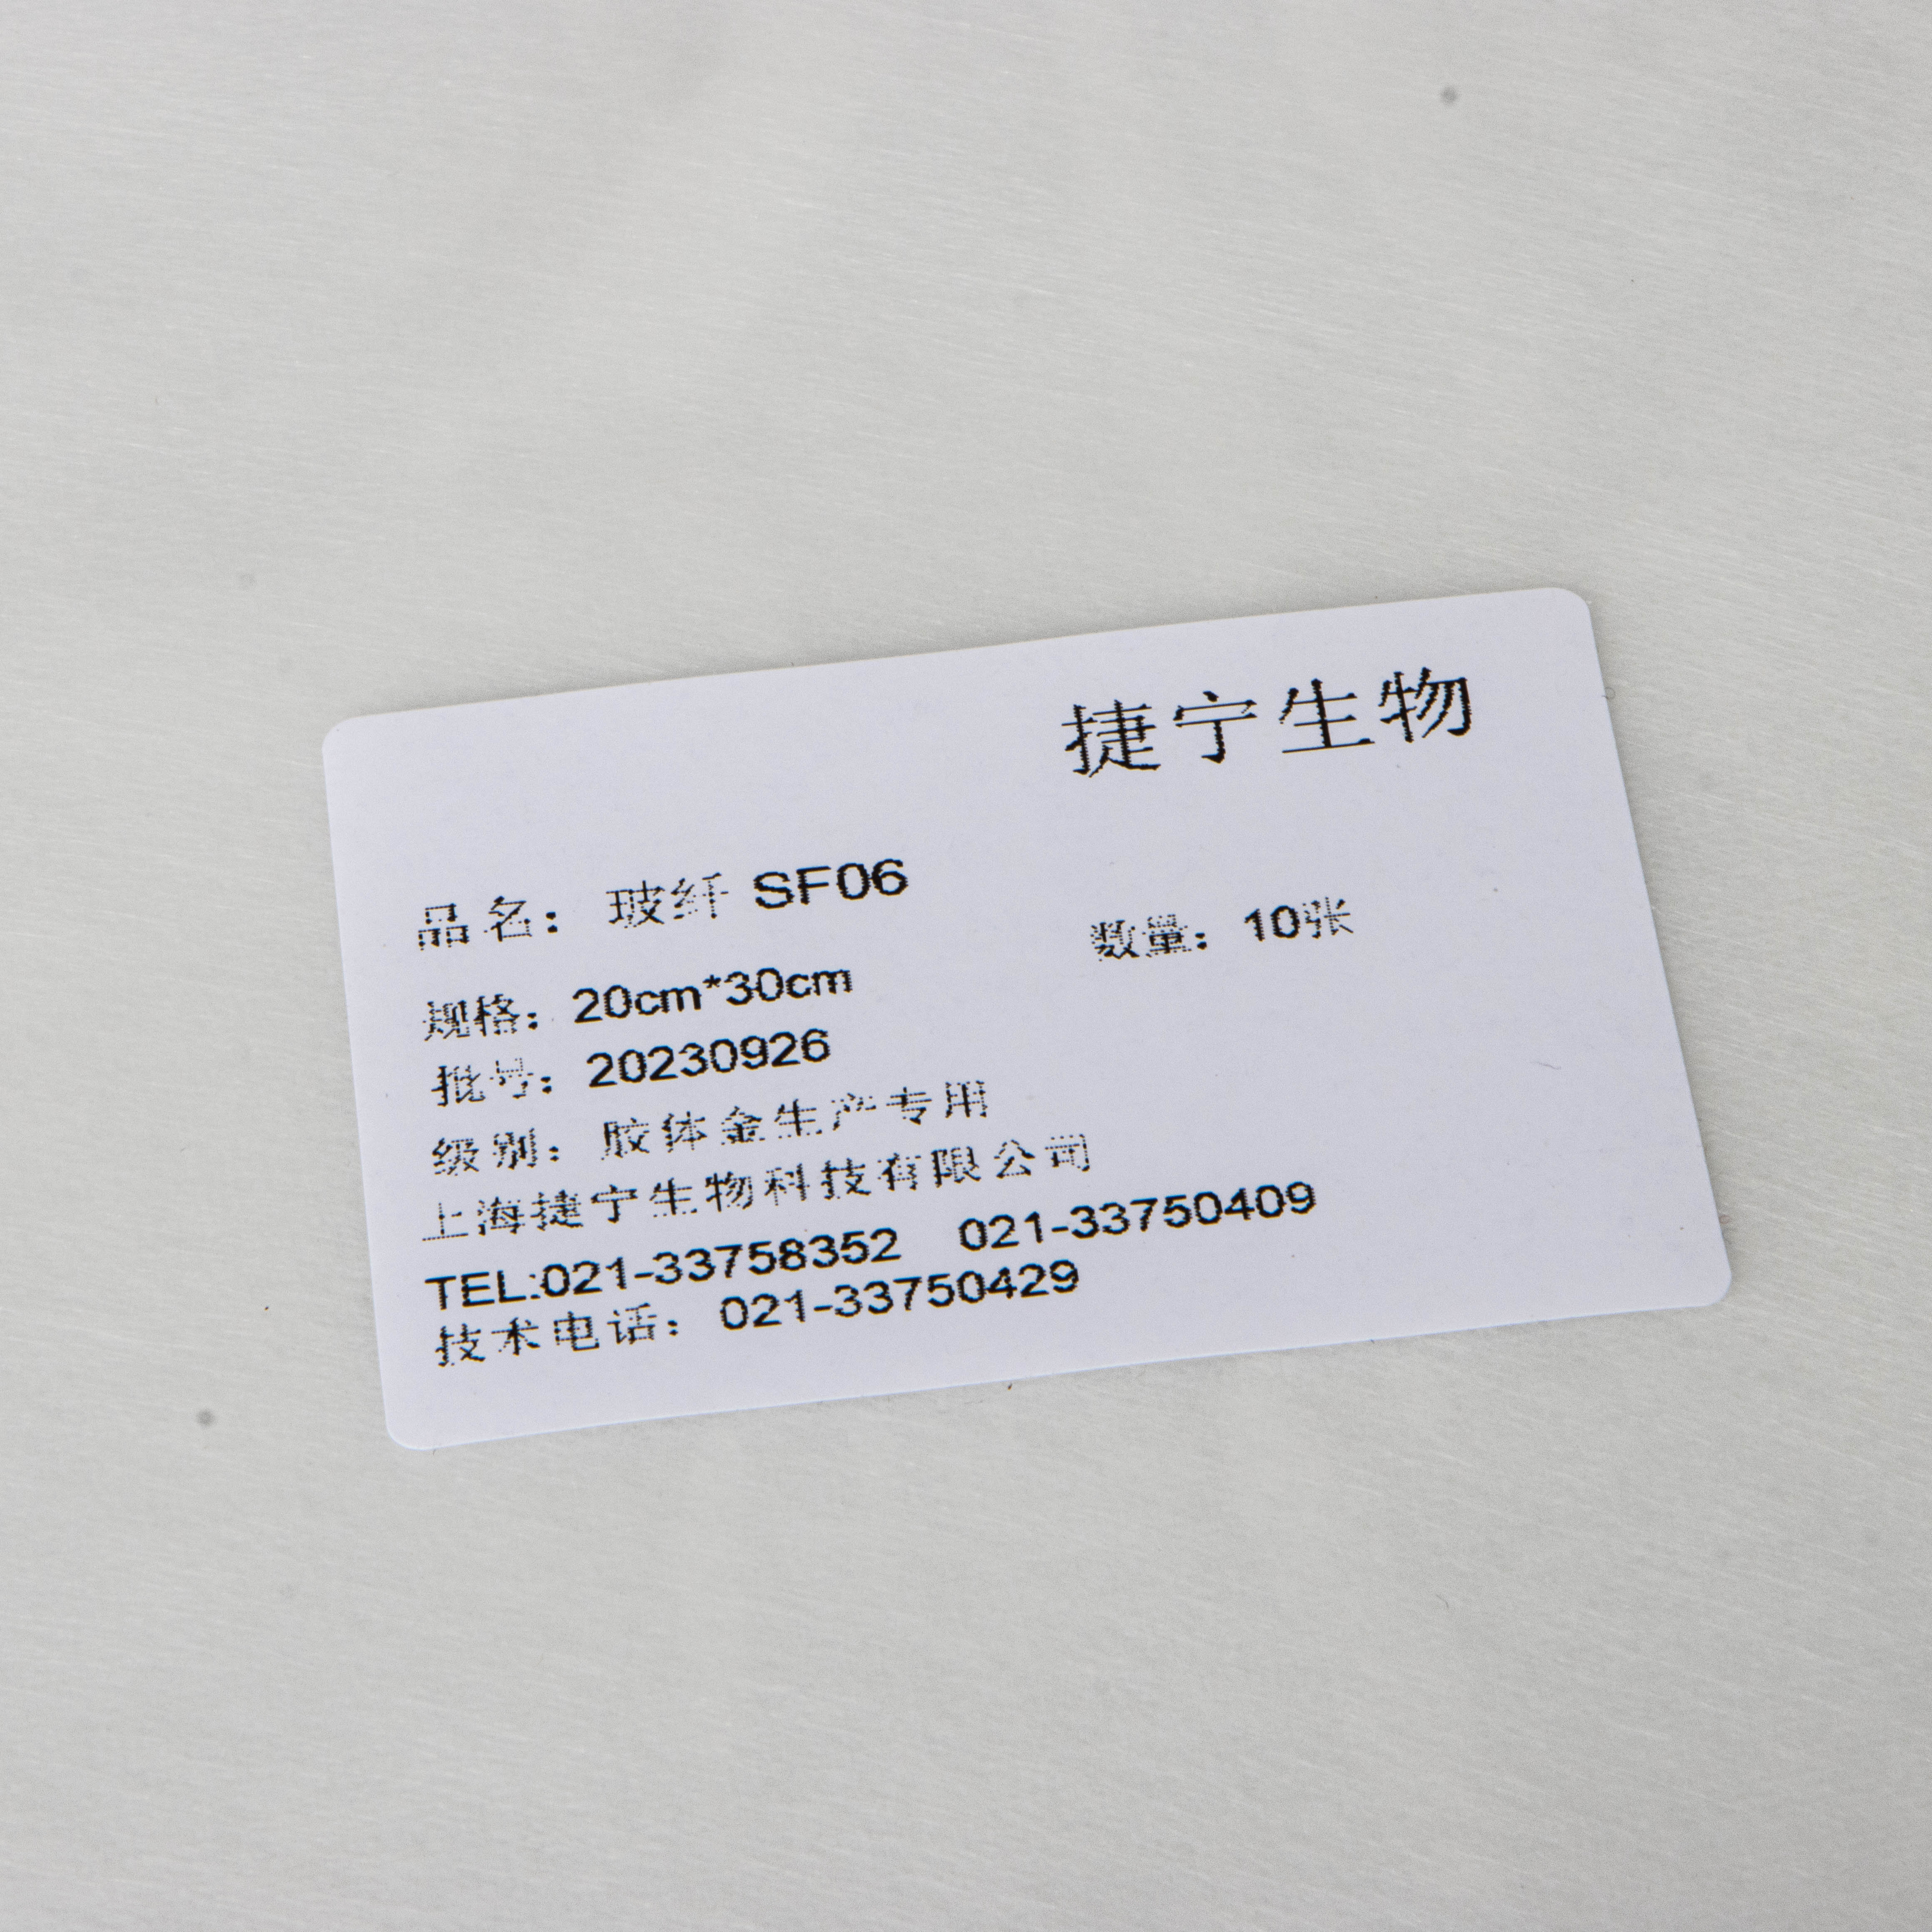 捷宁生物
品名： 玻纤 SF06
数量：10张
规格：20cm*30cm
批号：20230926
级别：胶体金生产专用
上海捷宁生物科技有限公司
TEL:021-33758352 021-33750409
技术电话：021-33750429